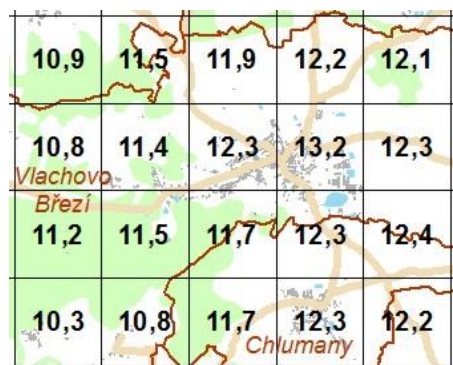 10,9 11,5 11,9 12,2 12,1
10,8 11,4 12,3 13,2 12,3
Vlachovo
Březí
11,2 11,5 11,7 12,3 12,4
10,3 10,8 11,7 12,3 12,2
Chlumany